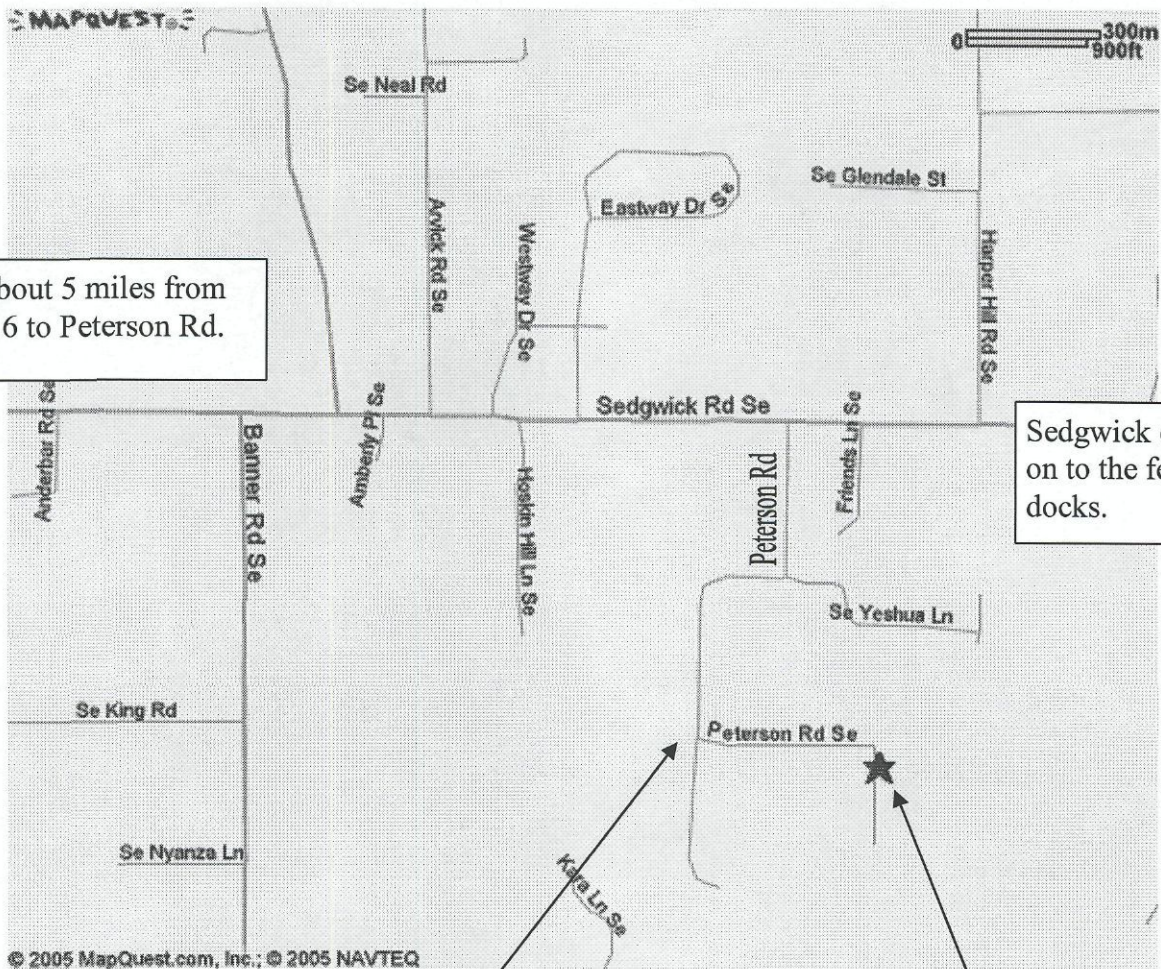 MAPQUEST
0 300m
900ft
Se Neal Rd
Se Glendale St
Eastway Dr Se
Arvick Rd Se
Westway Dr Se
Harper Hill Rd Se
bout 5 miles from
6 to Peterson Rd.
Sedgwick Rd Se
Anderbar Rd Se
Banner Rd Se
Amberly Pl Se
Hoskin Hill Ln Se
Peterson Rd
Friends Ln Se
Sedgwick
on to the fe
docks.
Se Yeshua Ln
Se King Rd
Peterson Rd Se
Se Nyanza Ln
Kara Ln Se
© 2005 MapQuest.com, Inc.; © 2005 NAVTEQ